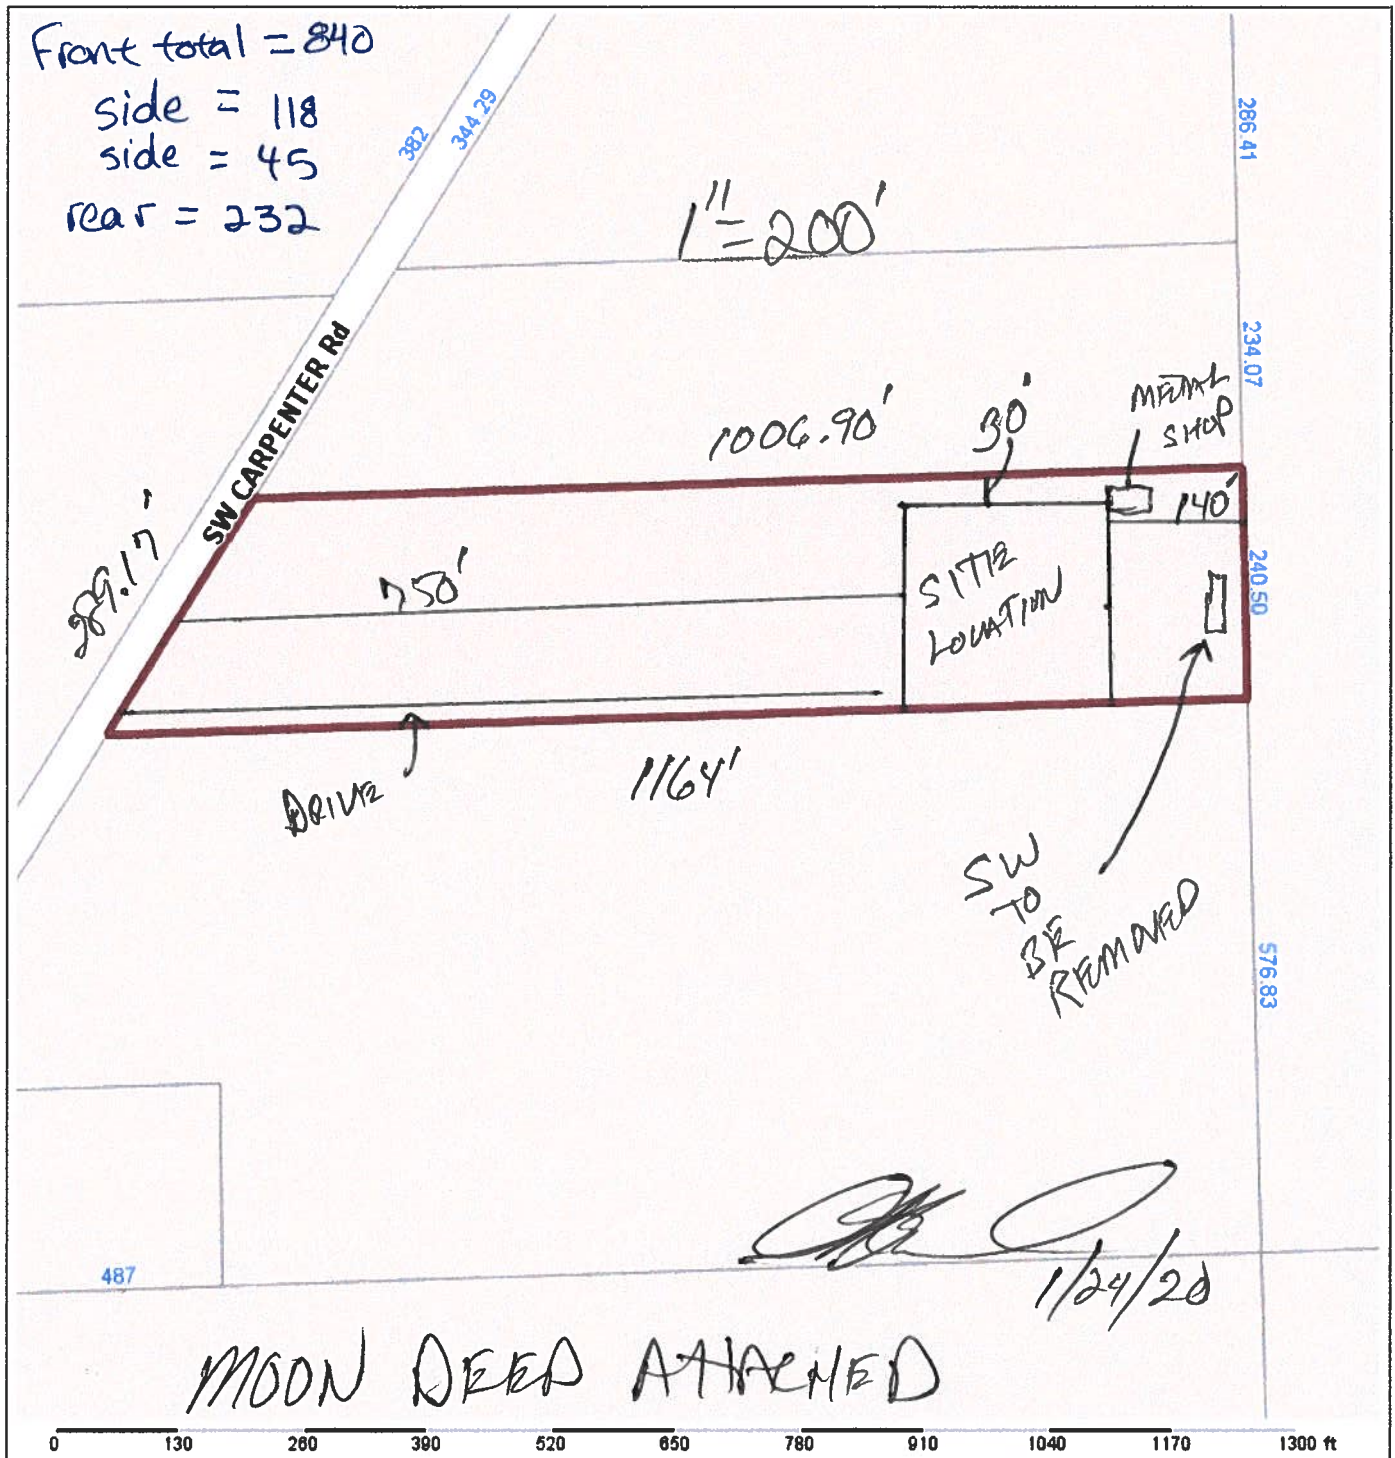 Front total = 840
side = 118
side = 45
rear = 232
382
344.29
286.41
1"=200'
SW CARPENTER Rd
234.07
1006.90'
30'
METAL
SHOP
140'
289.17'
750'
SITE
LOCATION
240.50
DRIVE
1164'
SW
TO
BE
REMOVED
576.83
487
1/24/20
MOON DEED ATTACHED
0 130 260 390 520 650 780 910 1040 1170 1300 ft